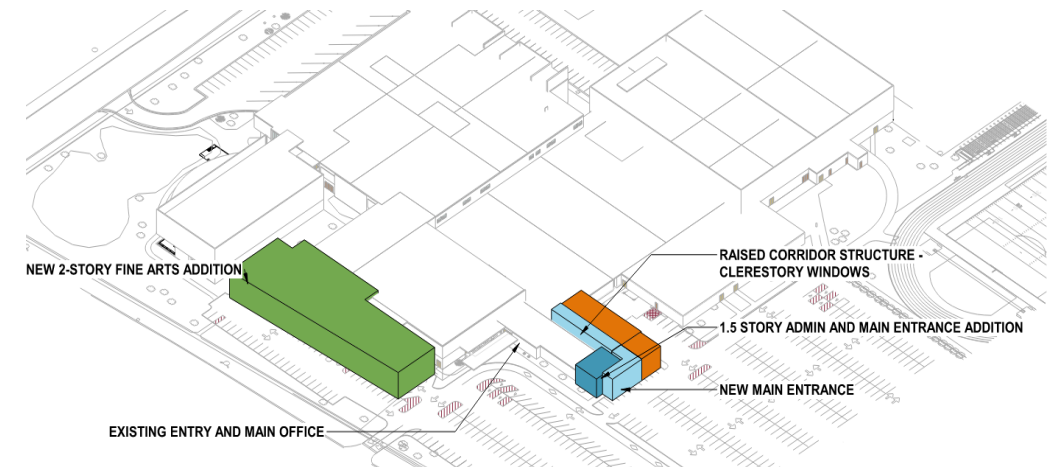 NEW 2-STORY FINE ARTS ADDITION
RAISED CORRIDOR STRUCTURE -
CLERESTORY WINDOWS
1.5 STORY ADMIN AND MAIN ENTRANCE ADDITION
NEW MAIN ENTRANCE
EXISTING ENTRY AND MAIN OFFICE